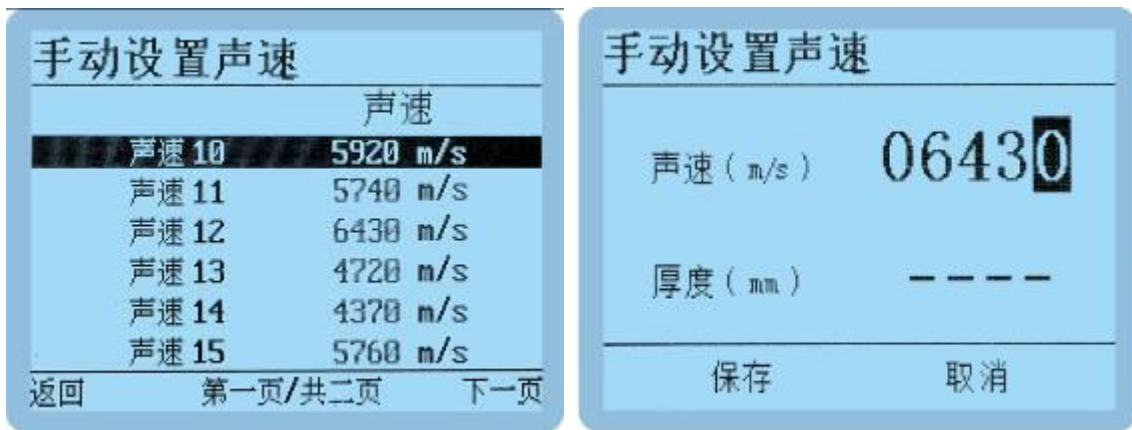 手动设置声速
声速
声速 10 5920 m/s
声速 11 5740 m/s
声速 12 6430 m/s
声速 13 4720 m/s
声速 14 4370 m/s
声速 15 5760 m/s
返回 第一页/共二页 下一页
手动设置声速
声速(m/s) 06430
厚度(mm) ----
保存 取消